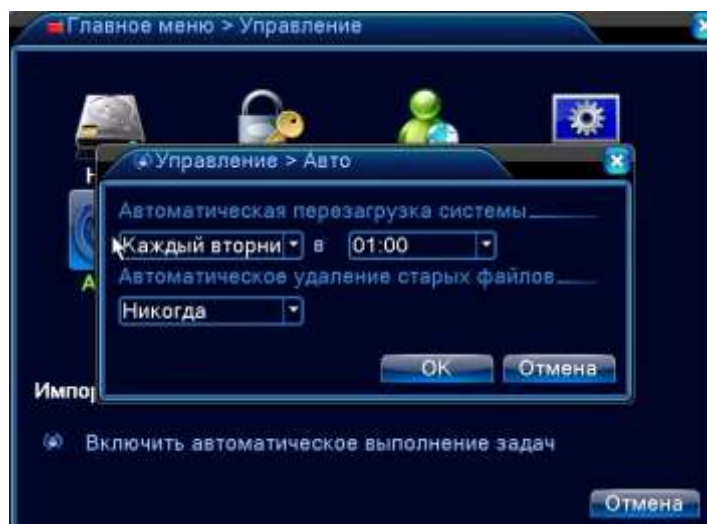 Главное меню > Управление
Управление > Авто
Автоматическая перезагрузка системы
Каждый вторни в 01:00
Автоматическое удаление старых файлов
Никогда
OK Отмена
Импор
Включить автоматическое выполнение задач
Отмена